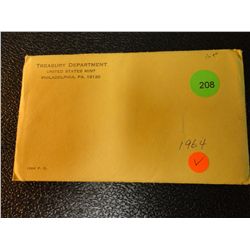 TREASURY DEPARTMENT
UNITED STATES MINT
PHILADELPHIA, PA. 19130
208
1964